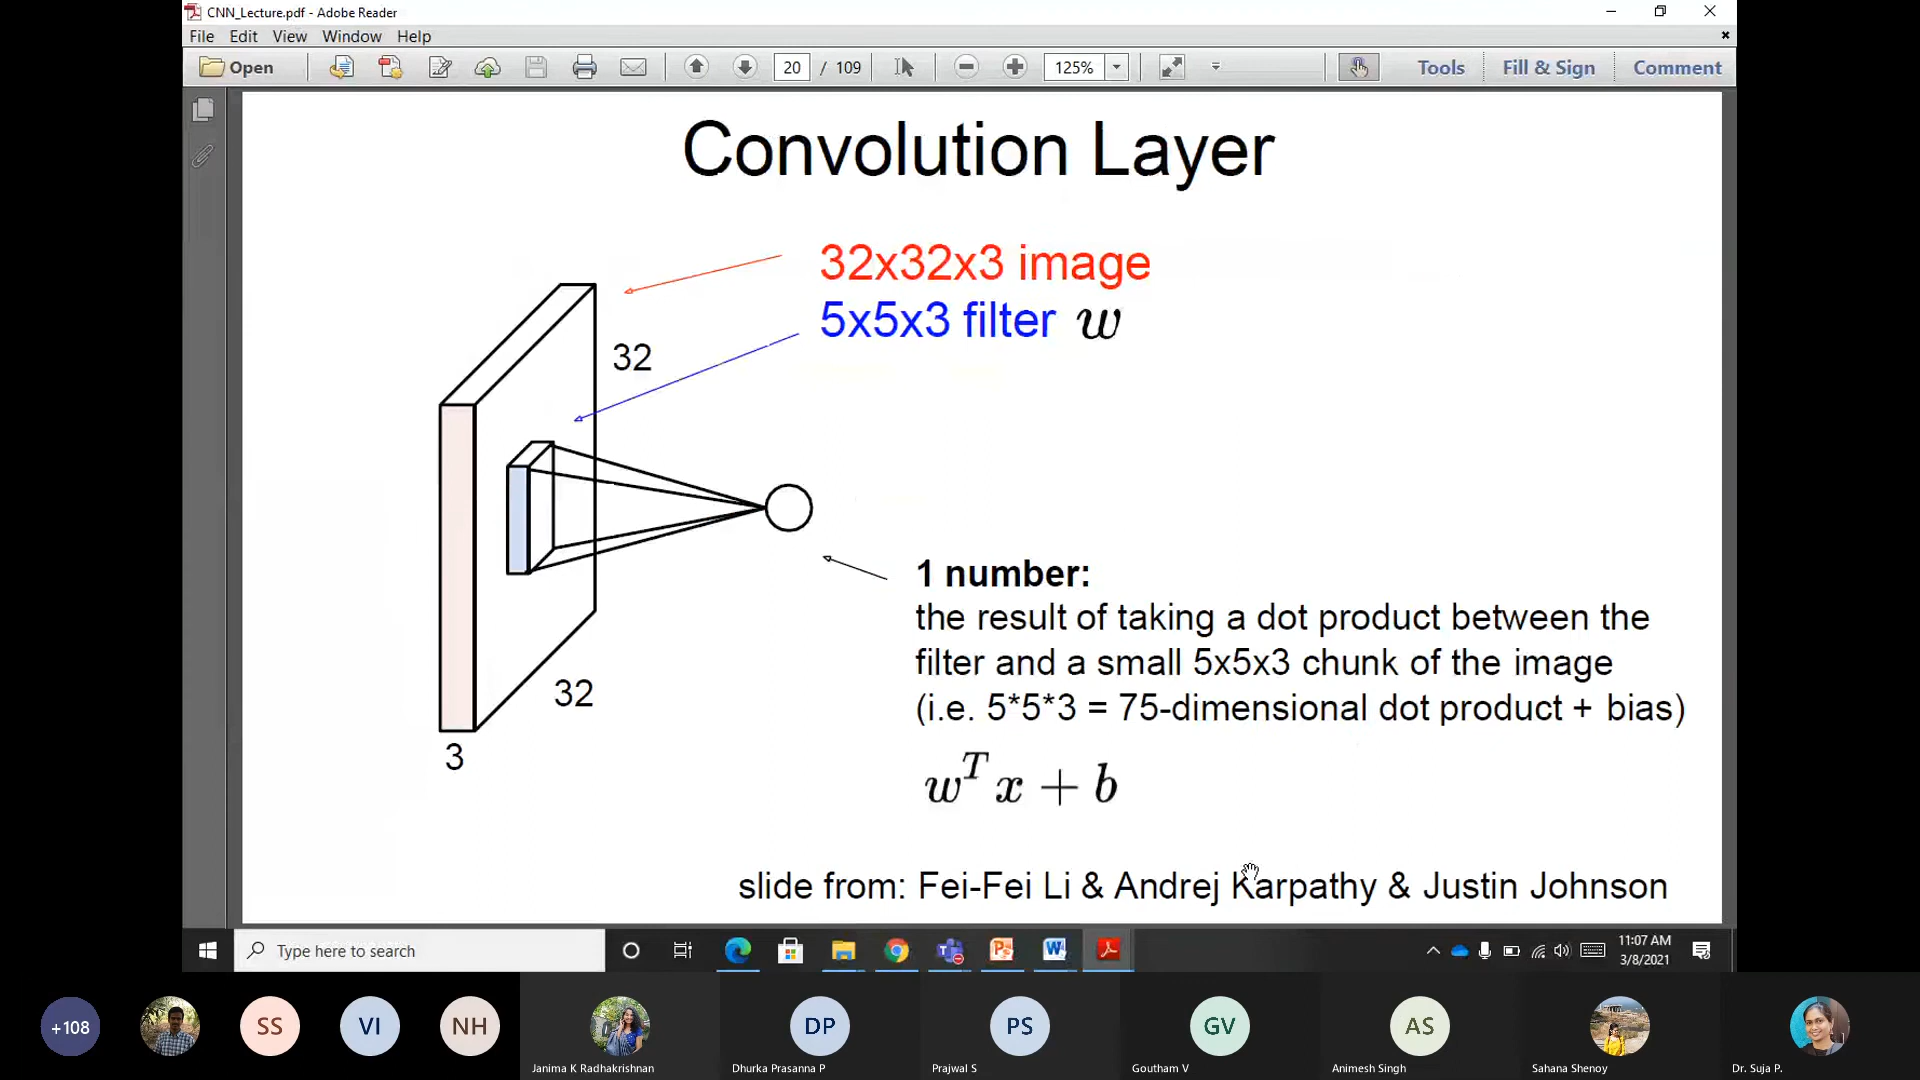 CNN_Lecture.pdf - Adobe Reader
File Edit View Window Help
Open 20 / 109 125% Tools Fill & Sign Comment
Convolution Layer
32x32x3 image
5x5x3 filter w
32
32
3
1 number:
the result of taking a dot product between the
filter and a small 5x5x3 chunk of the image
(i.e. 5*5*3 = 75-dimensional dot product + bias)
w^T x + b
slide from: Fei-Fei Li & Andrej Karpathy & Justin Johnson
Type here to search
11:07 AM
3/8/2021
+108 SS VI NH DP PS GV AS
Janima K Radhakrishnan Dhurka Prasanna P Prajwal S Goutham V Animesh Singh Sahana Shenoy Dr. Suja P.